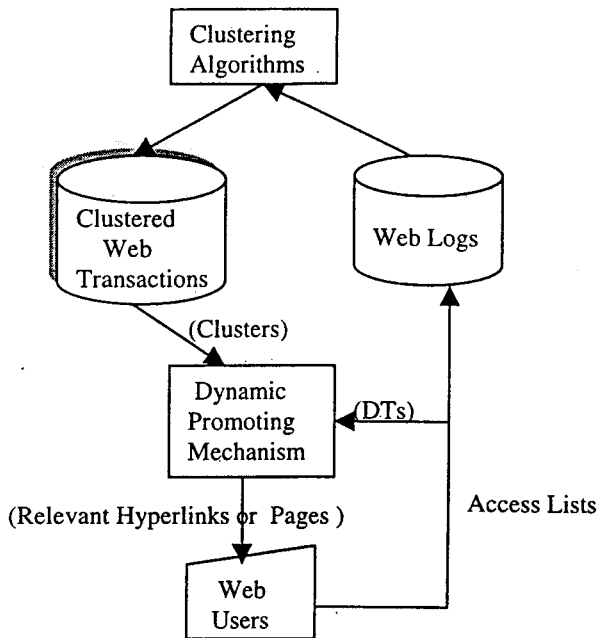 Clustering
Algorithms
Clustered
Web
Transactions
Web Logs
(Clusters)
Dynamic
Promoting
Mechanism
(DTs)
(Relevant Hyperlinks or Pages )
Access Lists
Web
Users